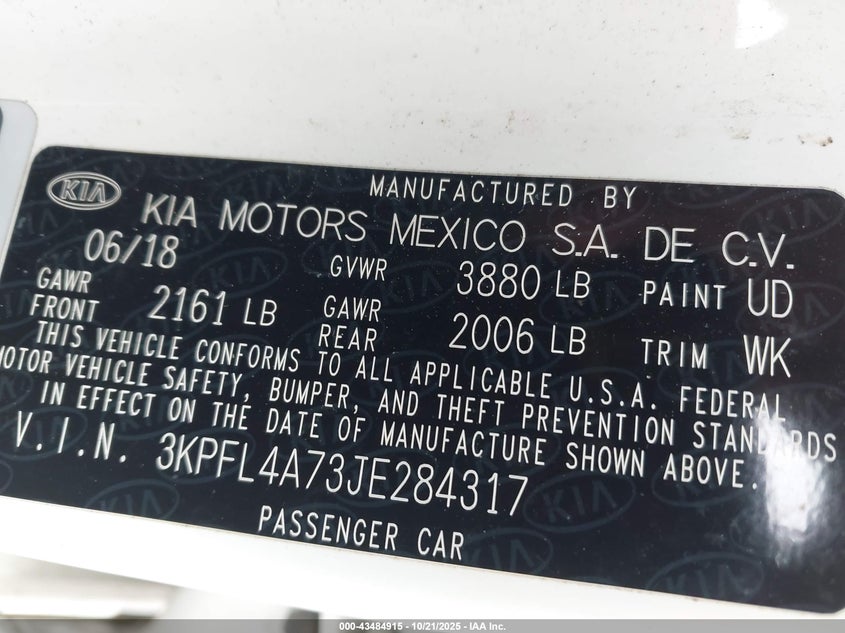 KIA
MANUFACTURED BY
KIA MOTORS MEXICO S.A. DE C.V.
06/18 GVWR 3880 LB PAINT UD
GAWR FRONT 2161 LB GAWR REAR 2006 LB TRIM WK
THIS VEHICLE CONFORMS TO ALL APPLICABLE U.S.A. FEDERAL
MOTOR VEHICLE SAFETY, BUMPER, AND THEFT PREVENTION STANDARDS
IN EFFECT ON THE DATE OF MANUFACTURE SHOWN ABOVE.
V.I.N. 3KPFL4A73JE284317
PASSENGER CAR
000-43484915 - 10/21/2025 - IAA Inc.